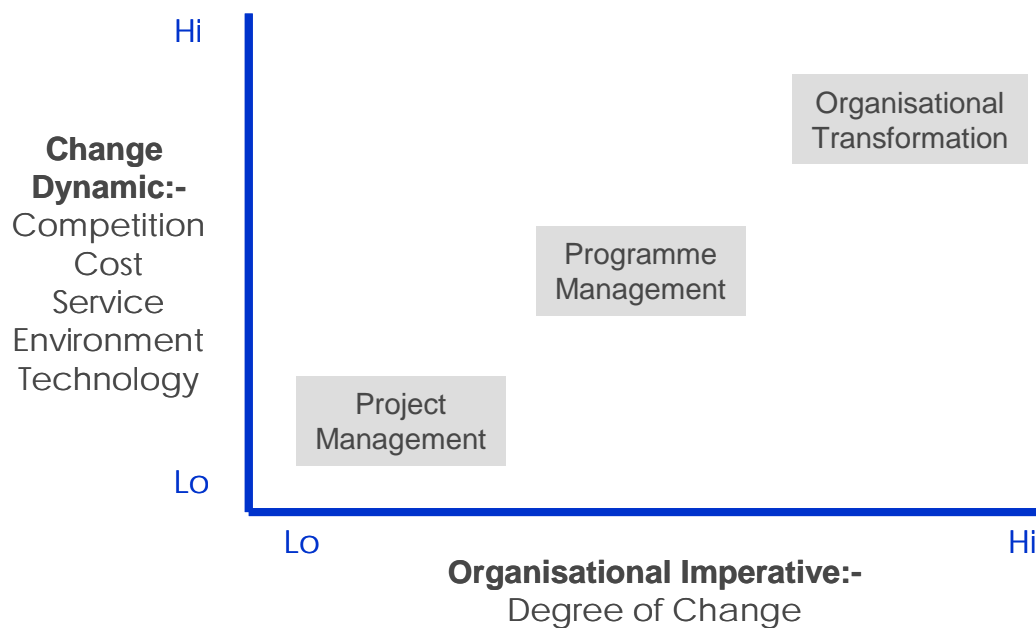 Hi
Organisational
Transformation
Change
Dynamic:-
Competition
Cost
Service
Environment
Technology
Programme
Management
Project
Management
Lo
Lo
Hi
Organisational Imperative:-
Degree of Change